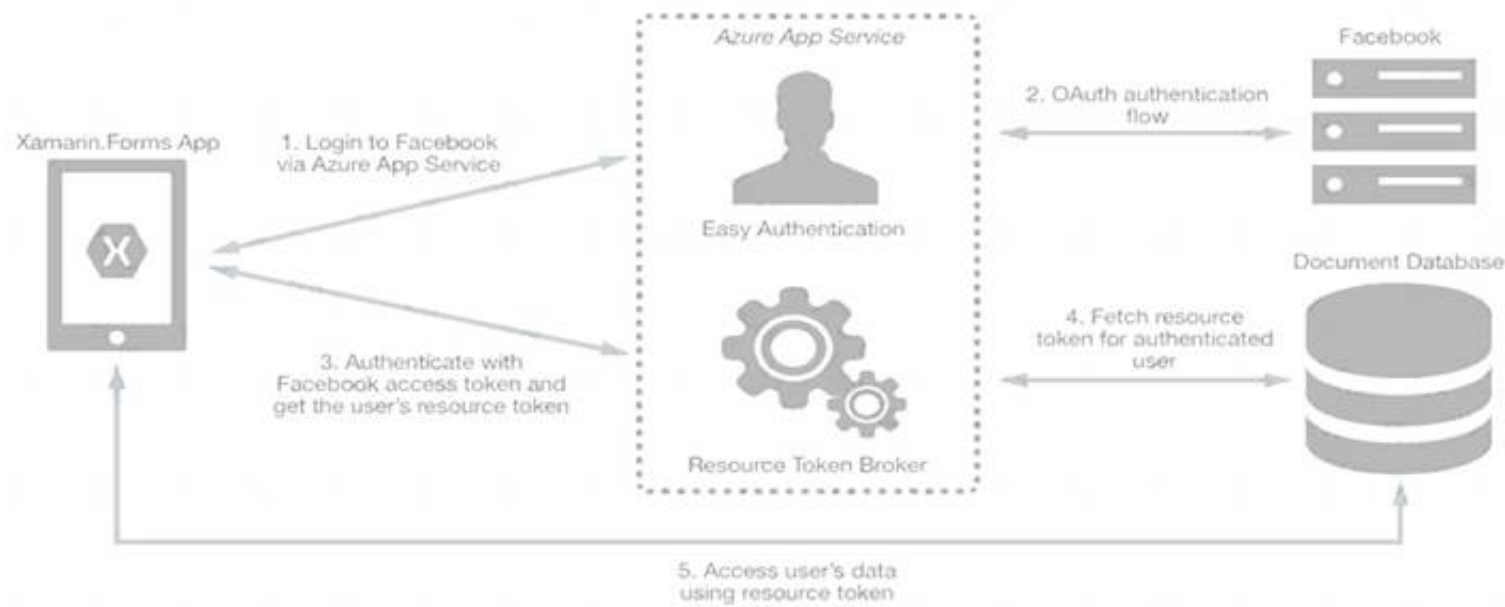 Azure App Service
Facebook
2. OAuth authentication
flow
Xamarin.Forms App
1. Login to Facebook
via Azure App Service
X
Easy Authentication
Document Database
4. Fetch resource
token for authenticated
user
3. Authenticate with
Facebook access token and
get the user's resource token
Resource Token Broker
5. Access user's data
using resource token